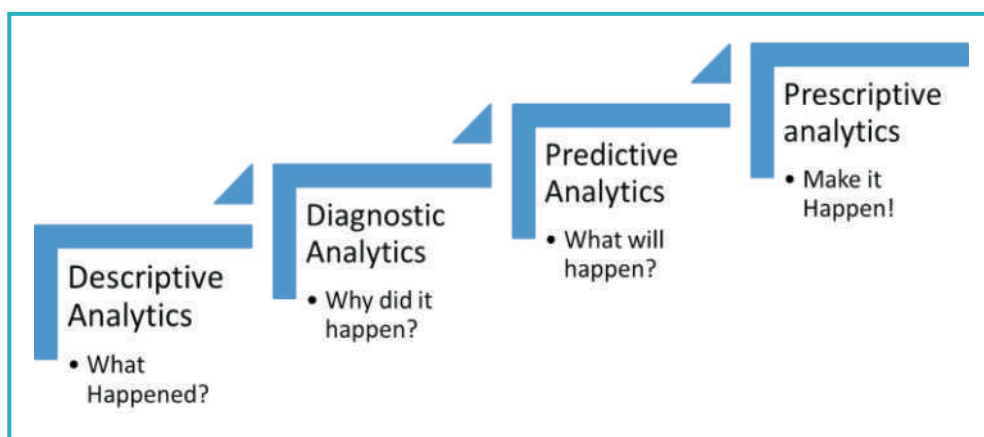 Descriptive
Analytics
• What
Happened?
Diagnostic
Analytics
• Why did it
happen?
Predictive
Analytics
• What will
happen?
Prescriptive
analytics
• Make it
Happen!